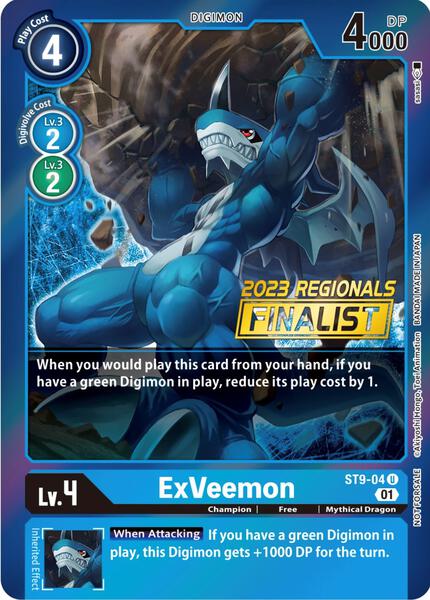 DIGIMON
Play Cost
4
4000
DP
Digivolve Cost
Lv.3
2
Lv.3
2
sasasi
2023 REGIONALS
FINALIST
When you would play this card from your hand, if you
have a green Digimon in play, reduce its play cost by 1.
©Akiyoshi Hongo, Toei Animation BANDAI MADE IN JAPAN
NOT FOR SALE
Lv.4
ExVeemon
ST9-04 U
01
Champion | Free | Mythical Dragon
Inherited Effect
When Attacking If you have a green Digimon in
play, this Digimon gets +1000 DP for the turn.